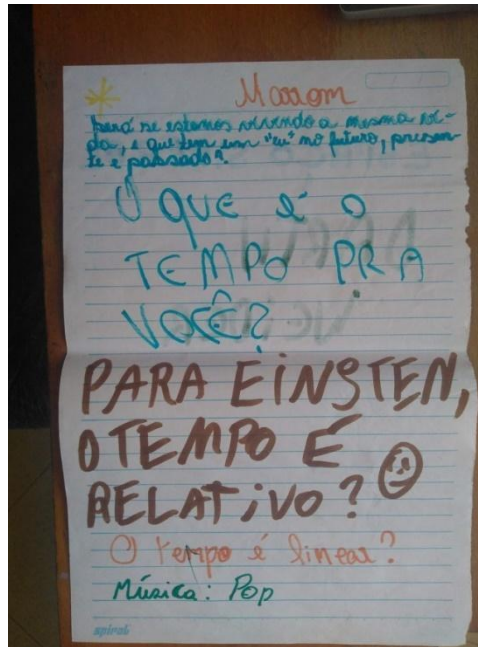 Marrom
será se estamos vivendo a mesma vi-
da, e que tem um "eu" no futuro, presen-
te e passado?
O QUE é O
TEMPO PRA
VOCÊ?
PARA EiNSTEN,
O TEMPO É
RELATiVO?
O tempo é linear?
Música: Pop
spiral